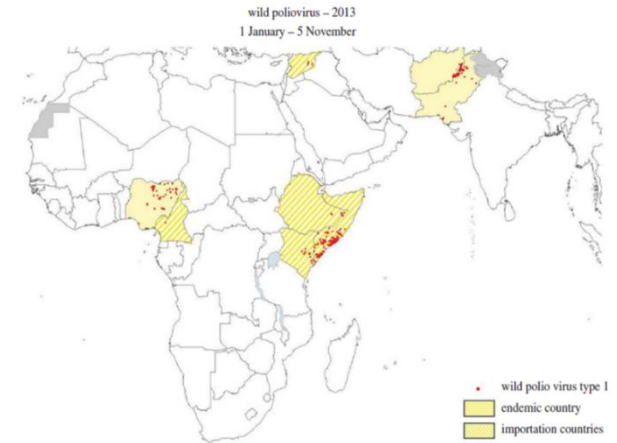 wild poliovirus – 2013
1 January – 5 November
wild polio virus type 1
endemic country
importation countries